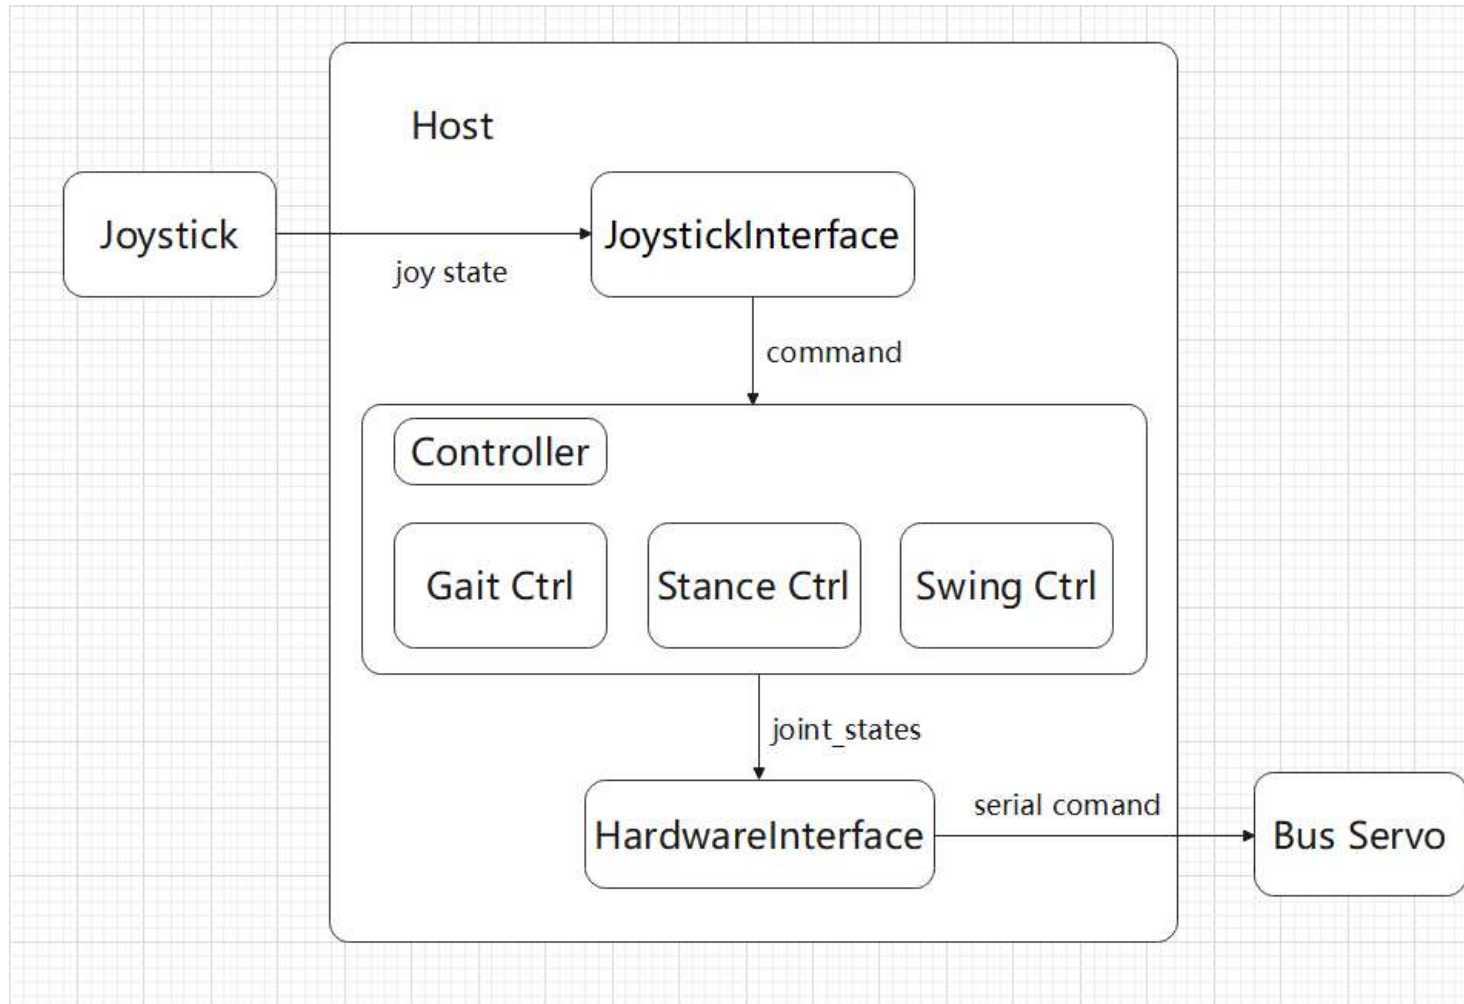 Host
Joystick
joy state
JoystickInterface
command
Controller
Gait Ctrl
Stance Ctrl
Swing Ctrl
joint_states
HardwareInterface
serial comand
Bus Servo